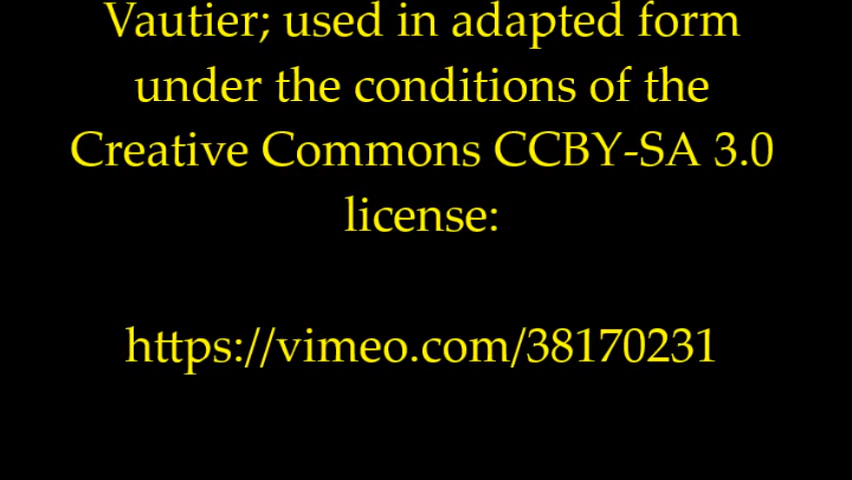 Vautier; used in adapted form
under the conditions of the
Creative Commons CCBY-SA 3.0
license:
https://vimeo.com/38170231